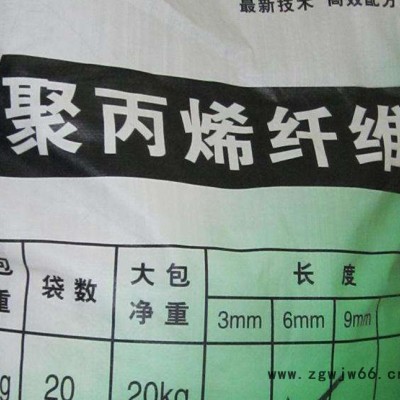 最新技术 高效配方
聚丙烯纤维
包 袋数 大包 长度
重 净重 3mm 6mm 9mm
g 20 20kg
www.zgwjw66.com